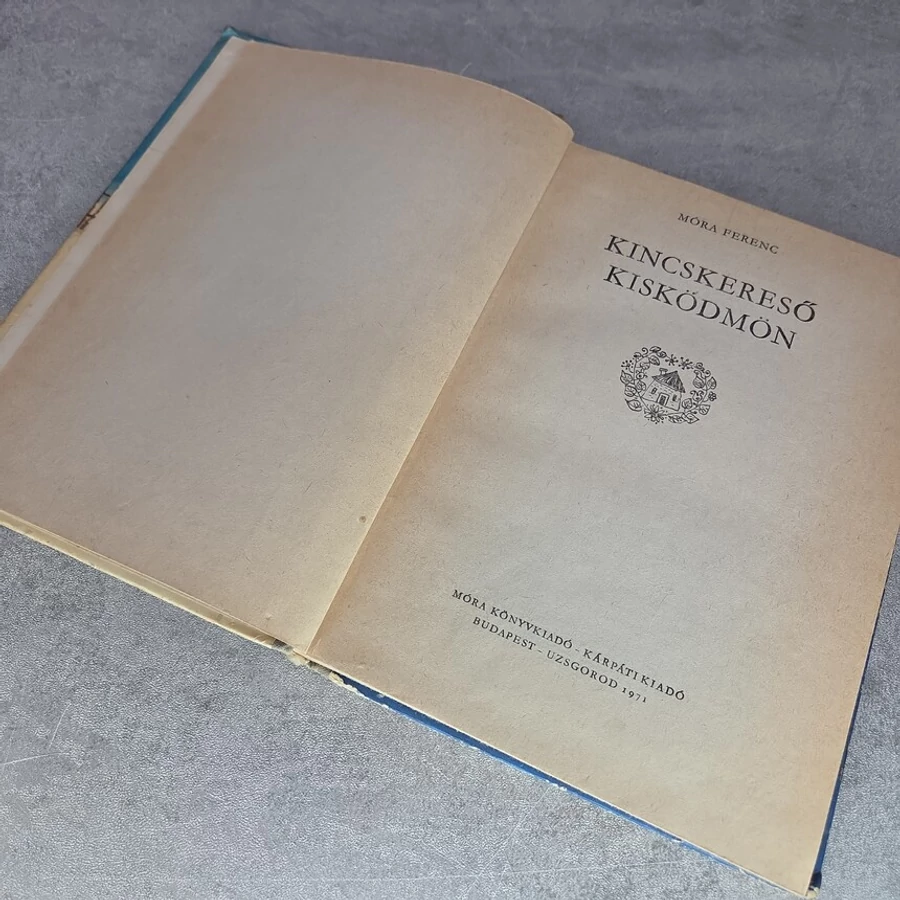 MÓRA FERENC
KINCSKERESŐ
KISKÖDMÖN
MÓRA KÖNYVKIADÓ - KÁRPÁTI KIADÓ
BUDAPEST - UZSGOROD 1971